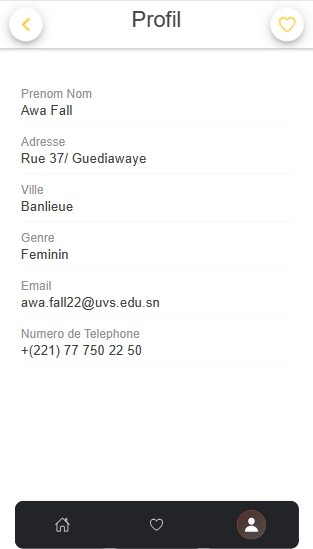 Profil
Prenom Nom
Awa Fall
Adresse
Rue 37/ Guediawaye
Ville
Banlieue
Genre
Feminin
Email
awa.fall22@uvs.edu.sn
Numero de Telephone
+(221) 77 750 22 50